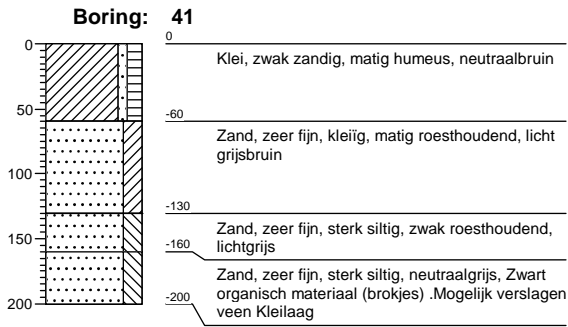 Boring: 41
0
0
Klei, zwak zandig, matig humeus, neutraalbruin
50
-60
Zand, zeer fijn, kleiïg, matig roesthoudend, licht
grijsbruin
100
-130
Zand, zeer fijn, sterk siltig, zwak roesthoudend,
lichtgrijs
150
-160
Zand, zeer fijn, sterk siltig, neutraalgrijs, Zwart
organisch materiaal (brokjes) .Mogelijk verslagen
veen Kleilaag
200
-200